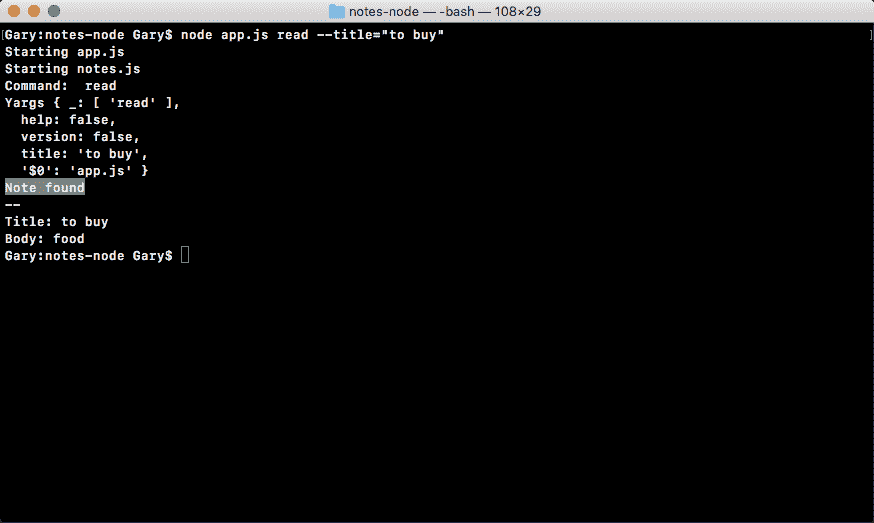 notes-node — -bash — 108×29
Gary:notes-node Gary$ node app.js read --title="to buy"
Starting app.js
Starting notes.js
Command:  read
Yargs { _: [ 'read' ],
  help: false,
  version: false,
  title: 'to buy',
  '$0': 'app.js' }
Note found
--
Title: to buy
Body: food
Gary:notes-node Gary$